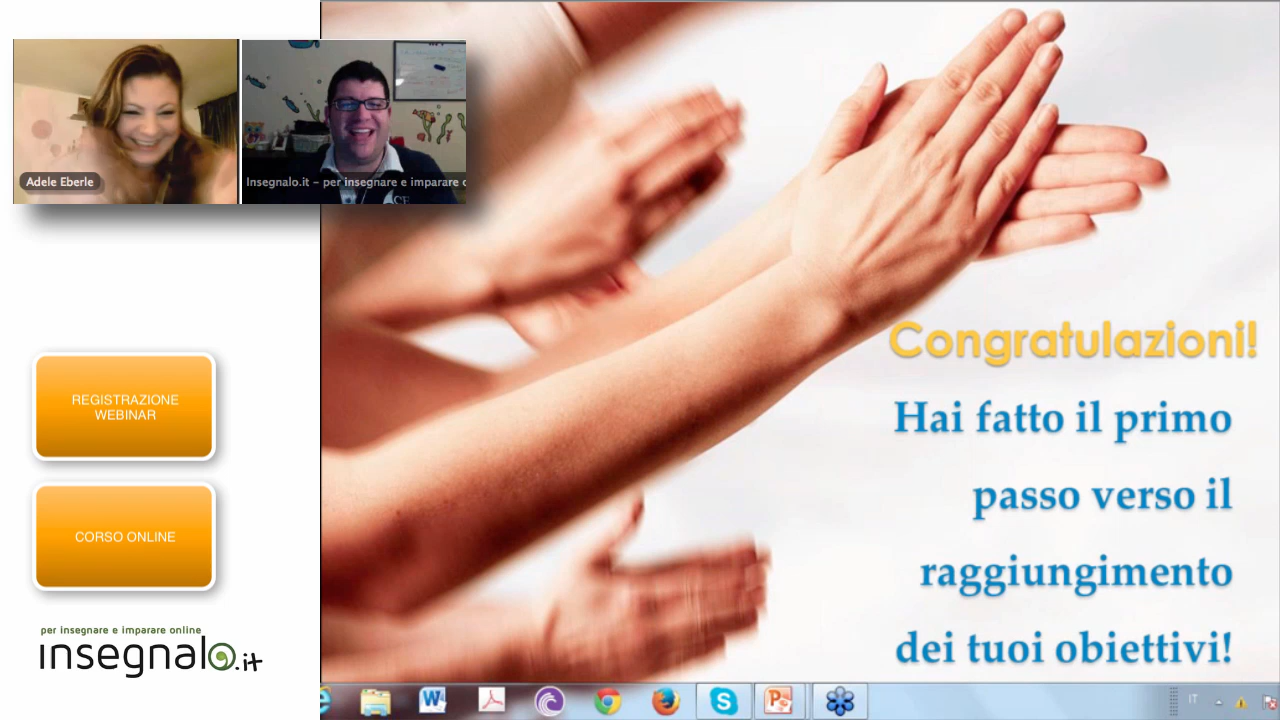 Adele Eberle
Insegnalo.it – per insegnare e imparare o
REGISTRAZIONE
WEBINAR
CORSO ONLINE
per insegnare e imparare online
insegnalo.it
Congratulazioni!
Hai fatto il primo
passo verso il
raggiungimento
dei tuoi obiettivi!
IT